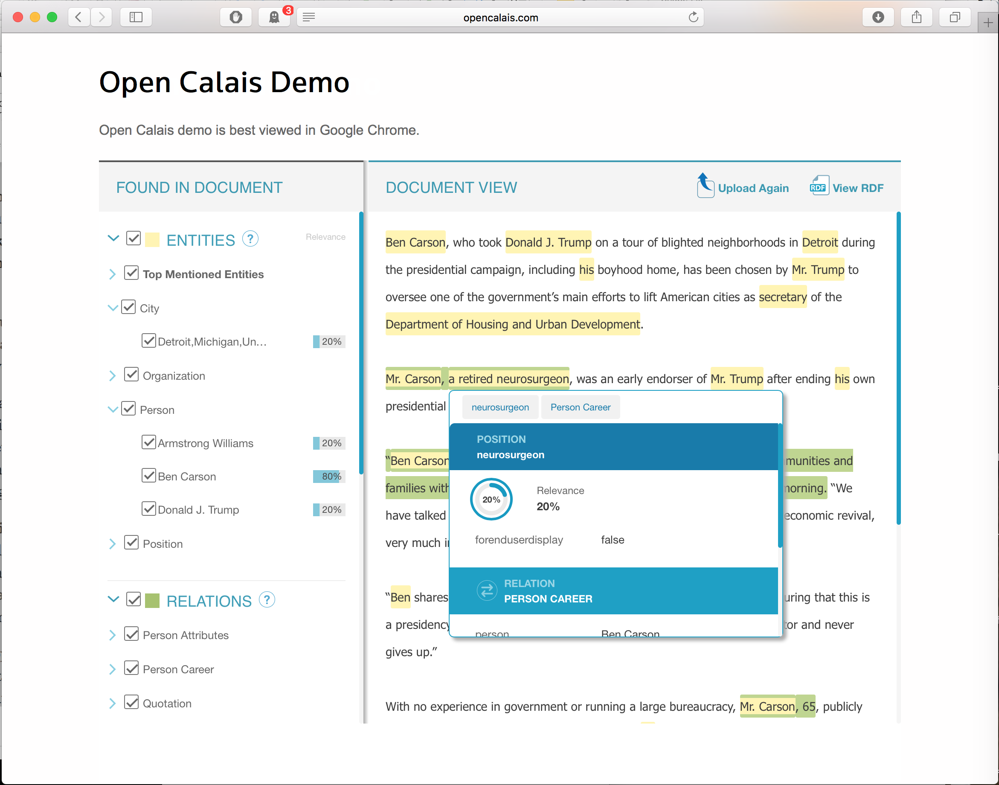 3
opencalais.com
Open Calais Demo
Open Calais demo is best viewed in Google Chrome.
FOUND IN DOCUMENT
ENTITIES ? Relevance
Top Mentioned Entities
City
Detroit,Michigan,Un... 20%
Organization
Person
Armstrong Williams 20%
Ben Carson 80%
Donald J. Trump 20%
Position
RELATIONS ?
Person Attributes
Person Career
Quotation
DOCUMENT VIEW
Upload Again
RDF View RDF
Ben Carson, who took Donald J. Trump on a tour of blighted neighborhoods in Detroit during
the presidential campaign, including his boyhood home, has been chosen by Mr. Trump to
oversee one of the government’s main efforts to lift American cities as secretary of the
Department of Housing and Urban Development.
Mr. Carson, a retired neurosurgeon, was an early endorser of Mr. Trump after ending his own
presidential
“Ben Carson munities and
families with morning. “We
have talked economic revival,
very much
“Ben shares uring that this is
a presidency tor and never
gives up.”
With no experience in government or running a large bureaucracy, Mr. Carson, 65, publicly
neurosurgeon Person Career
POSITION
neurosurgeon
20%
Relevance
20%
forenduserdisplay false
RELATION
PERSON CAREER
person Ben Carson